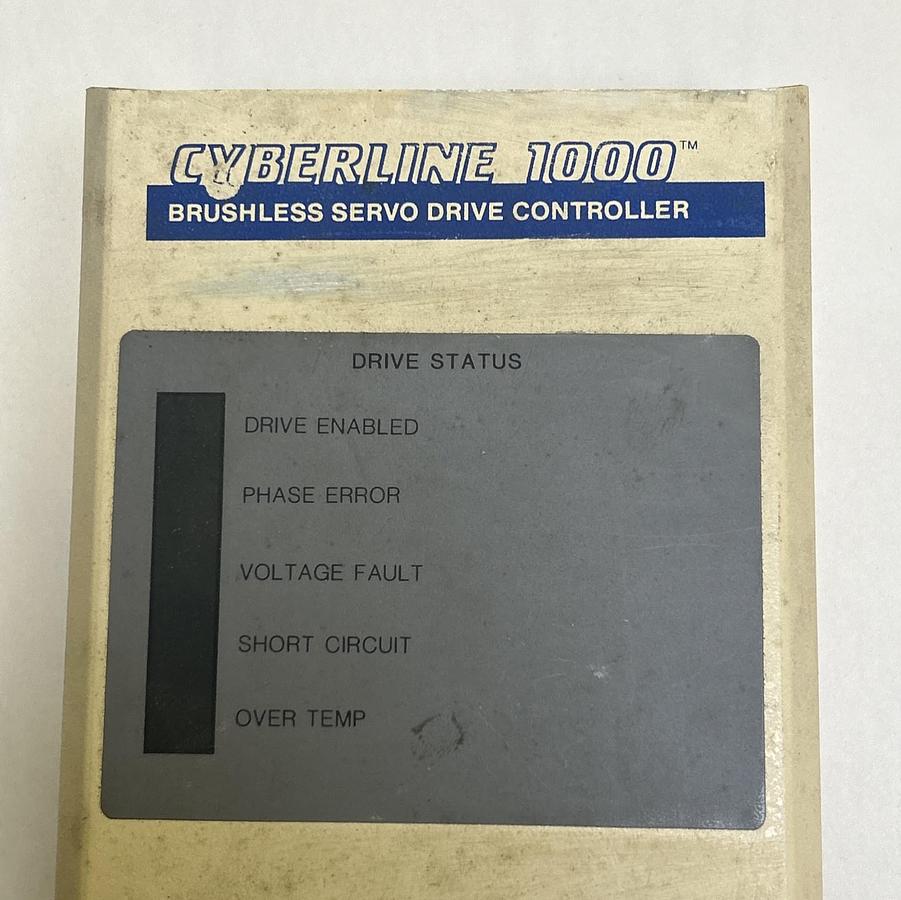 CYBERLINE 1000™
BRUSHLESS SERVO DRIVE CONTROLLER
DRIVE STATUS
DRIVE ENABLED
PHASE ERROR
VOLTAGE FAULT
SHORT CIRCUIT
OVER TEMP